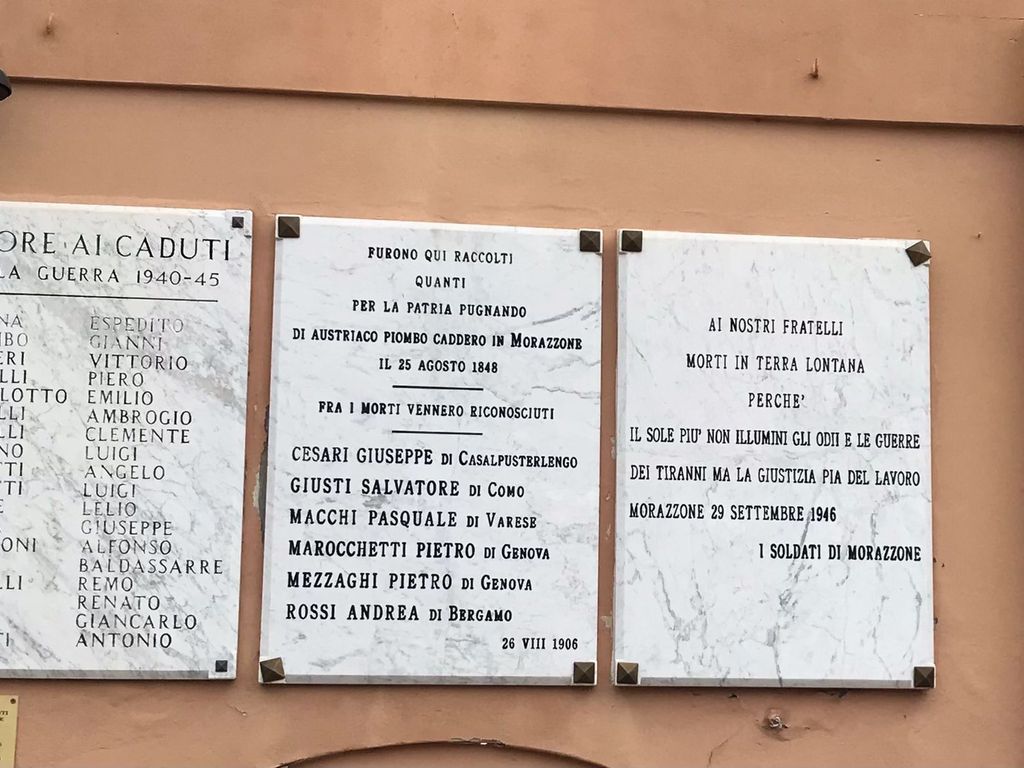 AI CADUTI
GUERRA 1940-45
ESPEDITO
GIANNI
VITTORIO
PIERO
EMILIO
AMBROGIO
CLEMENTE
LUIGI
ANGELO
LUIGI
LELIO
GIUSEPPE
ALFONSO
BALDASSARRE
REMO
RENATO
GIANCARLO
ANTONIO
FURONO QUI RACCOLTI
QUANTI
PER LA PATRIA PUGNANDO
DI AUSTRIACO PIOMBO CADDERO IN MORAZZONE
IL 25 AGOSTO 1848
FRA I MORTI VENNERO RICONOSCIUTI
CESARI GIUSEPPE DI CASALPUSTERLENGO
GIUSTI SALVATORE DI COMO
MACCHI PASQUALE DI VARESE
MAROCCHETTI PIETRO DI GENOVA
MEZZAGHI PIETRO DI GENOVA
ROSSI ANDREA DI BERGAMO
26 VIII 1906
AI NOSTRI FRATELLI
MORTI IN TERRA LONTANA
PERCHE'
IL SOLE PIU' NON ILLUMINI GLI ODII E LE GUERRE
DEI TIRANNI MA LA GIUSTIZIA PIA DEL LAVORO
MORAZZONE 29 SETTEMBRE 1946
I SOLDATI DI MORAZZONE